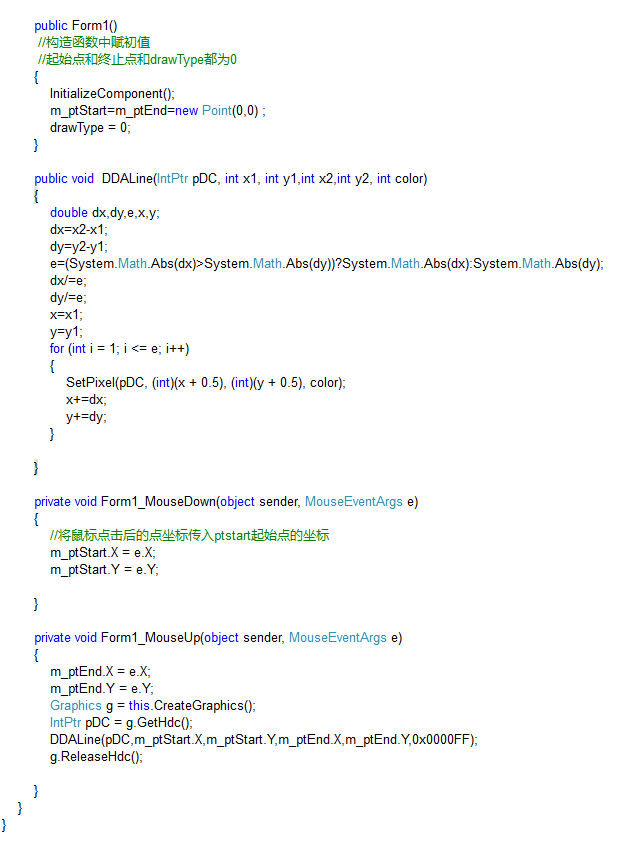 public Form1()
//构造函数中赋初值
//起始点和终止点和drawType都为0
{
InitializeComponent();
m_ptStart=m_ptEnd=new Point(0,0) ;
drawType = 0;
}
public void  DDALine(IntPtr pDC, int x1, int y1,int x2,int y2, int color)
{
double dx,dy,e,x,y;
dx=x2-x1;
dy=y2-y1;
e=(System.Math.Abs(dx)>System.Math.Abs(dy))?System.Math.Abs(dx):System.Math.Abs(dy);
dx/=e;
dy/=e;
x=x1;
y=y1;
for (int i = 1; i <= e; i++)
{
SetPixel(pDC, (int)(x + 0.5), (int)(y + 0.5), color);
x+=dx;
y+=dy;
}
}
private void Form1_MouseDown(object sender, MouseEventArgs e)
{
//将鼠标点击后的点坐标传入ptstart起始点的坐标
m_ptStart.X = e.X;
m_ptStart.Y = e.Y;
}
private void Form1_MouseUp(object sender, MouseEventArgs e)
{
m_ptEnd.X = e.X;
m_ptEnd.Y = e.Y;
Graphics g = this.CreateGraphics();
IntPtr pDC = g.GetHdc();
DDALine(pDC,m_ptStart.X,m_ptStart.Y,m_ptEnd.X,m_ptEnd.Y,0x0000FF);
g.ReleaseHdc();
}
}
}